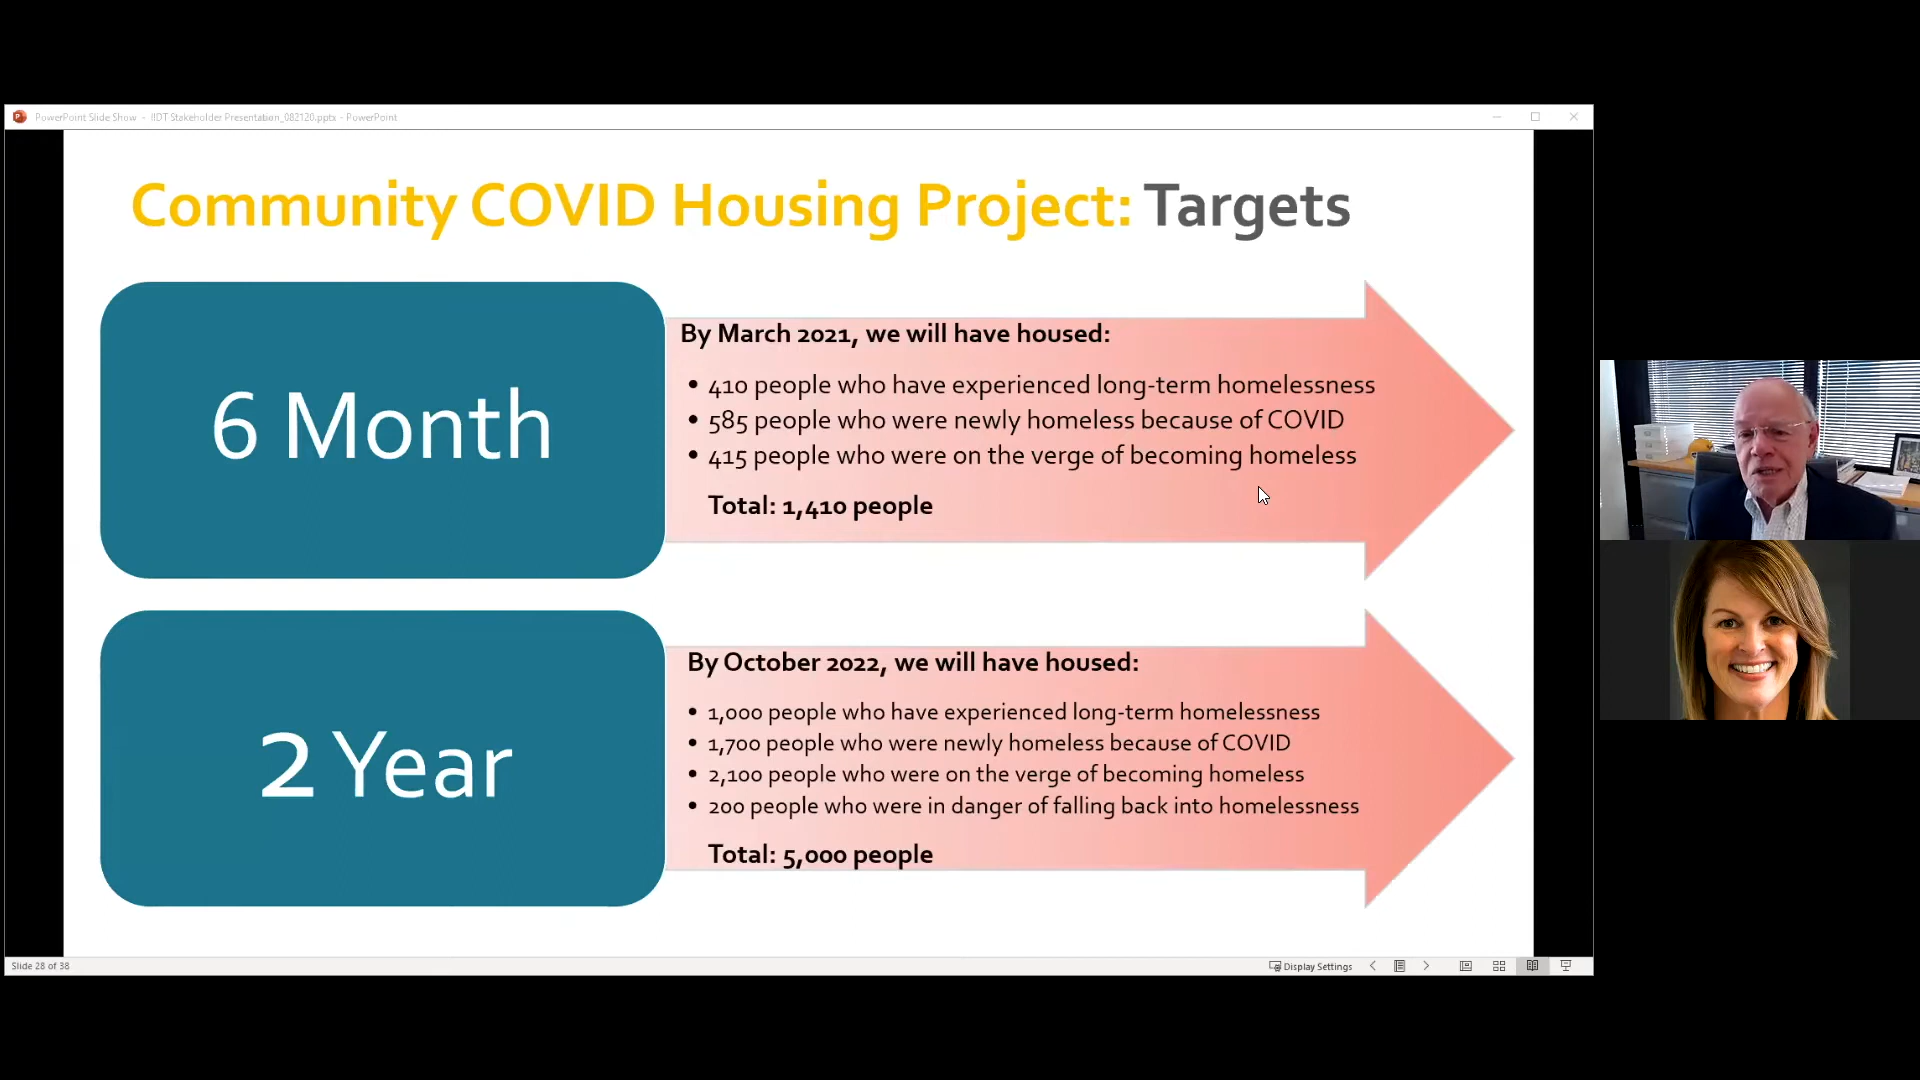 PowerPoint Slide Show - !IDT Stakeholder Presentation_082120.pptx - PowerPoint
Community COVID Housing Project: Targets
6 Month
By March 2021, we will have housed:
• 410 people who have experienced long-term homelessness
• 585 people who were newly homeless because of COVID
• 415 people who were on the verge of becoming homeless
Total: 1,410 people
2 Year
By October 2022, we will have housed:
• 1,000 people who have experienced long-term homelessness
• 1,700 people who were newly homeless because of COVID
• 2,100 people who were on the verge of becoming homeless
• 200 people who were in danger of falling back into homelessness
Total: 5,000 people
Slide 28 of 38
Display Settings